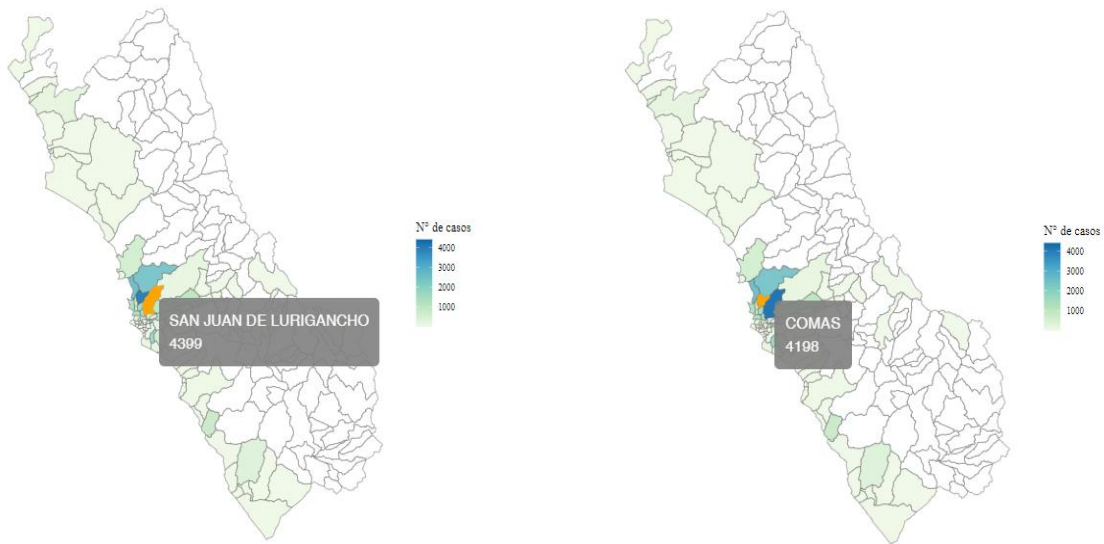 N° de casos
4000
3000
2000
1000
SAN JUAN DE LURIGANCHO
4399
N° de casos
4000
3000
2000
1000
COMAS
4198